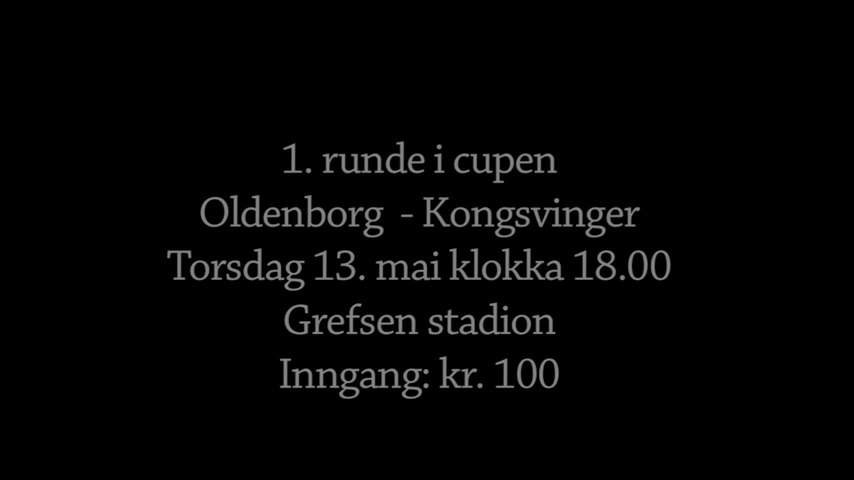 1. runde i cupen
Oldenborg - Kongsvinger
Torsdag 13. mai klokka 18.00
Grefsen stadion
Inngang: kr. 100